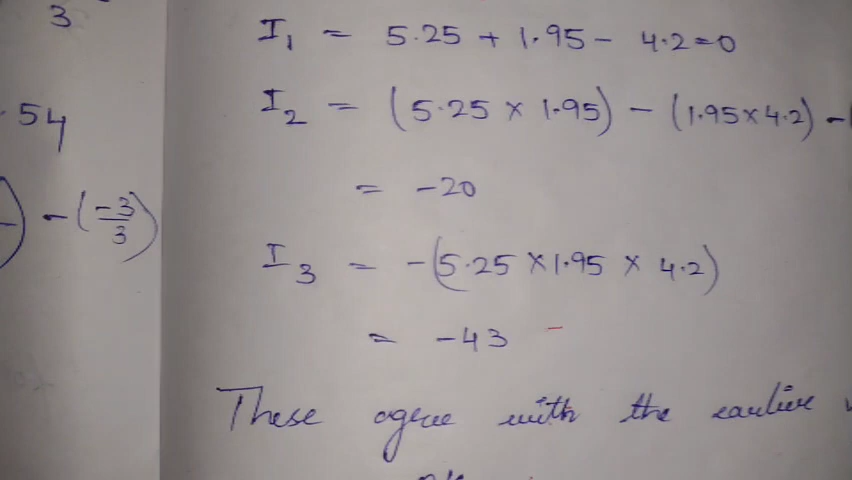 3
I₁ = 5.25 + 1.95 - 4.2 = 0
.54
I₂ = (5.25 × 1.95) - (1.95 × 4.2) -
= -20
) - (-3/3)
I₃ = -(5.25 × 1.95 × 4.2)
= -43
These agree with the earlier